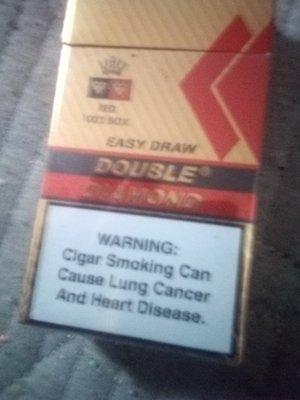 RED
100'S BOX
EASY DRAW
DOUBLE®
DIAMOND
WARNING:
Cigar Smoking Can
Cause Lung Cancer
And Heart Disease.